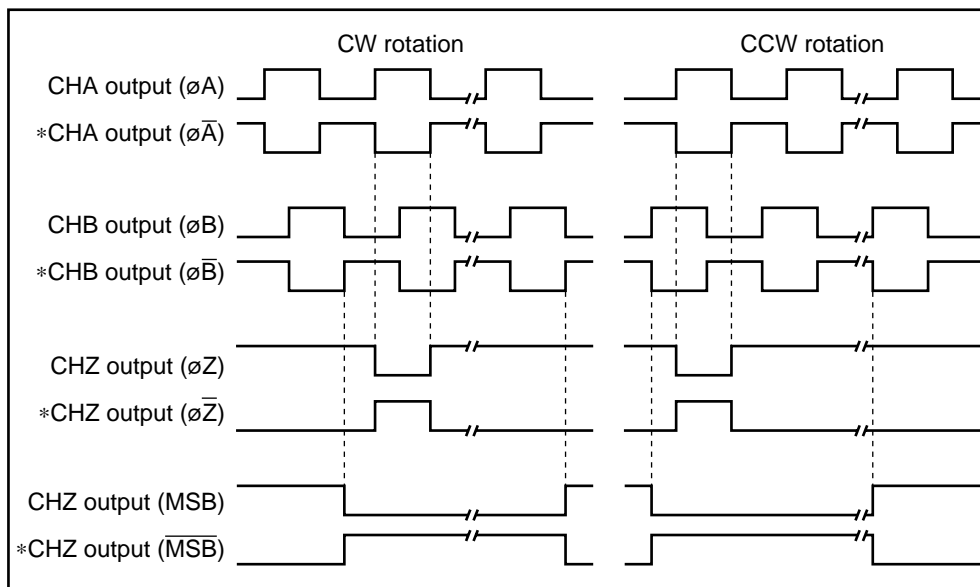 CW rotation CCW rotation
CHA output (øA)
*CHA output (øA̅)
CHB output (øB)
*CHB output (øB̅)
CHZ output (øZ)
*CHZ output (øZ̅)
CHZ output (MSB)
*CHZ output (M̅S̅B̅)